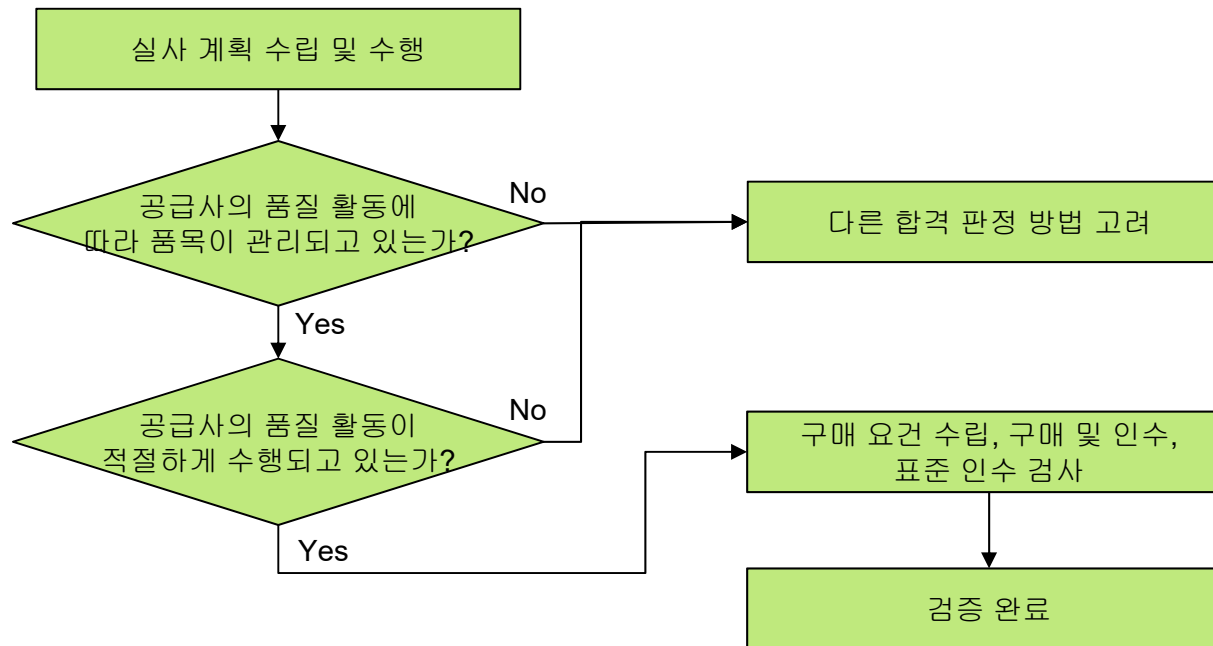 실사 계획 수립 및 수행
공급사의 품질 활동에
따라 품목이 관리되고 있는가?
No
다른 합격 판정 방법 고려
Yes
공급사의 품질 활동이
적절하게 수행되고 있는가?
No
구매 요건 수립, 구매 및 인수,
표준 인수 검사
Yes
검증 완료